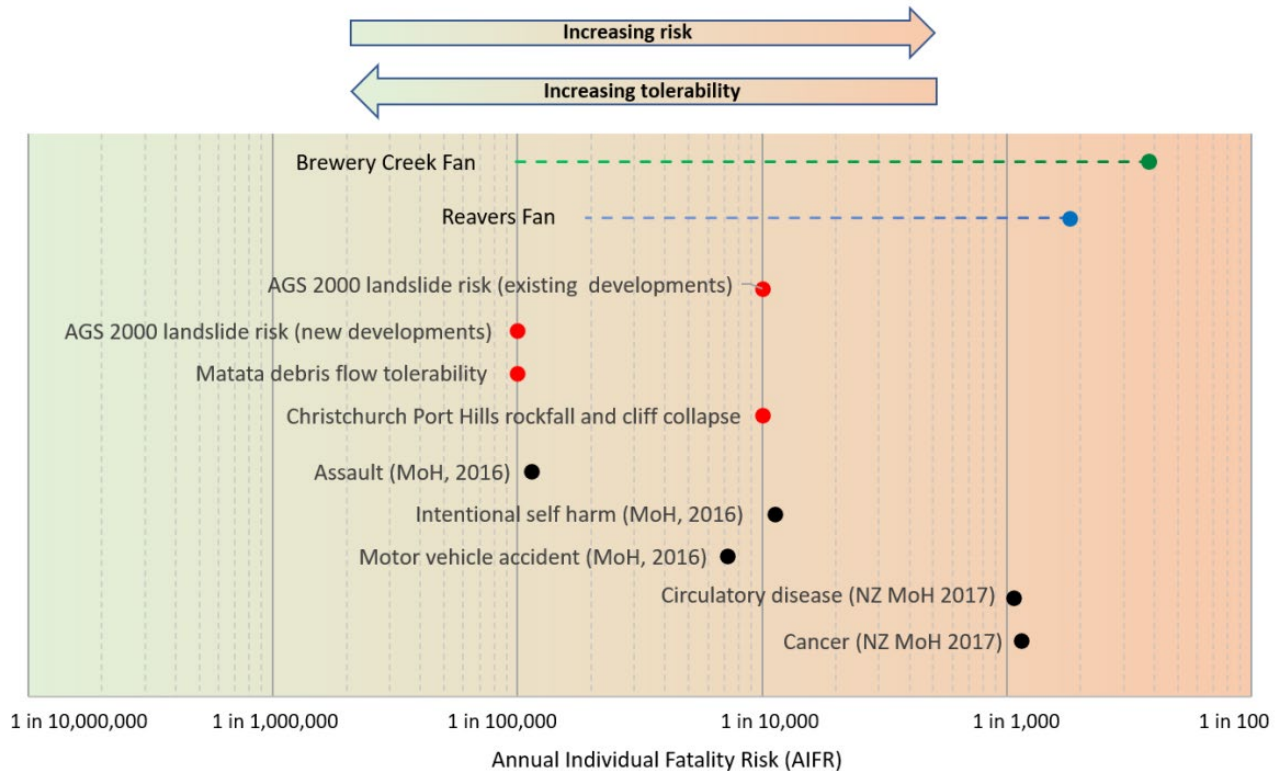 Increasing risk
Increasing tolerability
Brewery Creek Fan
Reavers Fan
AGS 2000 landslide risk (existing developments)
AGS 2000 landslide risk (new developments)
Matata debris flow tolerability
Christchurch Port Hills rockfall and cliff collapse
Assault (MoH, 2016)
Intentional self harm (MoH, 2016)
Motor vehicle accident (MoH, 2016)
Circulatory disease (NZ MoH 2017)
Cancer (NZ MoH 2017)
1 in 10,000,000 1 in 1,000,000 1 in 100,000 1 in 10,000 1 in 1,000 1 in 100
Annual Individual Fatality Risk (AIFR)